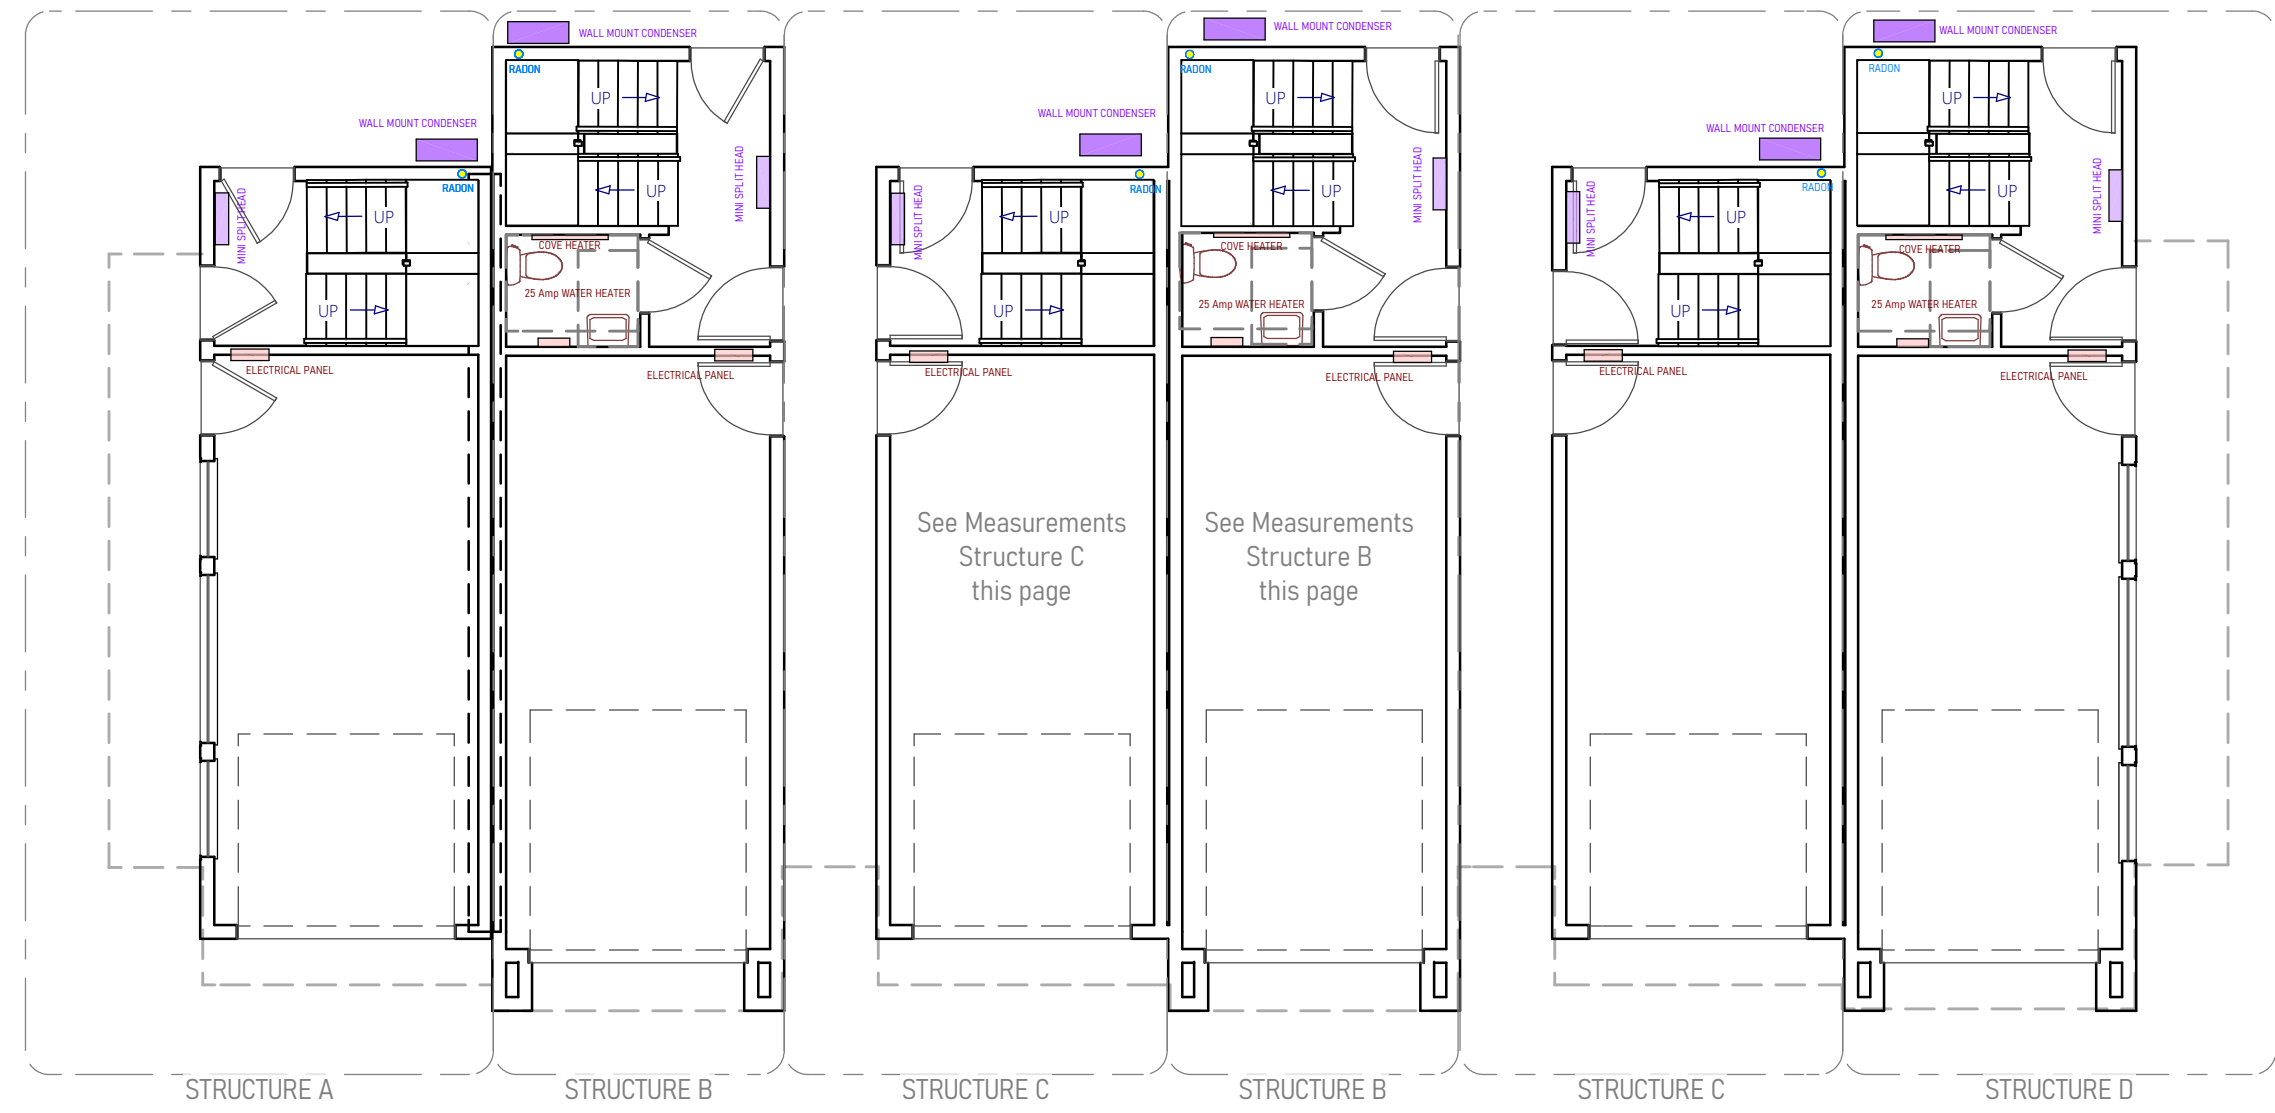 WALL MOUNT CONDENSER
RADON
UP
UP
MINI SPLIT HEAD
COVE HEATER
25 Amp WATER HEATER
ELECTRICAL PANEL
WALL MOUNT CONDENSER
RADON
MINI SPLIT HEAD
UP
UP
ELECTRICAL PANEL
WALL MOUNT CONDENSER
RADON
UP
UP
MINI SPLIT HEAD
COVE HEATER
25 Amp WATER HEATER
ELECTRICAL PANEL
WALL MOUNT CONDENSER
RADON
MINI SPLIT HEAD
UP
UP
ELECTRICAL PANEL
WALL MOUNT CONDENSER
RADON
UP
UP
MINI SPLIT HEAD
COVE HEATER
25 Amp WATER HEATER
ELECTRICAL PANEL
WALL MOUNT CONDENSER
RADON
MINI SPLIT HEAD
UP
UP
ELECTRICAL PANEL
See Measurements
Structure C
this page
See Measurements
Structure B
this page
STRUCTURE A
STRUCTURE B
STRUCTURE C
STRUCTURE B
STRUCTURE C
STRUCTURE D